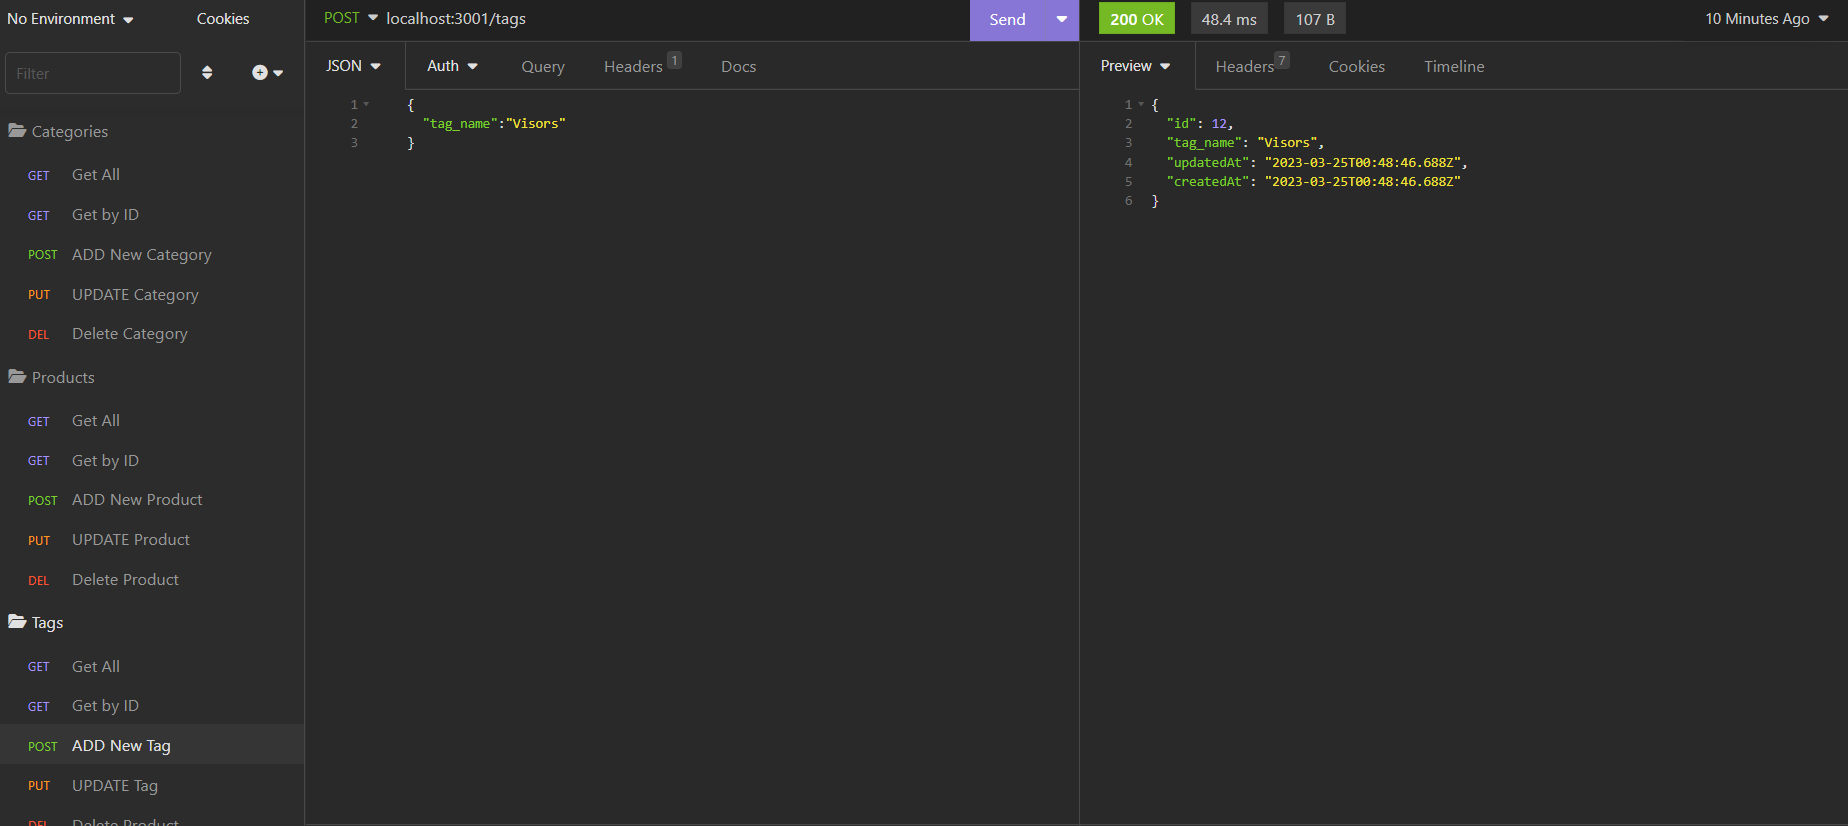 No Environment
Cookies
Filter
Categories
GET Get All
GET Get by ID
POST ADD New Category
PUT UPDATE Category
DEL Delete Category
Products
GET Get All
GET Get by ID
POST ADD New Product
PUT UPDATE Product
DEL Delete Product
Tags
GET Get All
GET Get by ID
POST ADD New Tag
PUT UPDATE Tag
DEL Delete Product
POST localhost:3001/tags
Send
JSON Auth Query Headers 1 Docs
1 {
2 "tag_name":"Visors"
3 }
200 OK 48.4 ms 107 B 10 Minutes Ago
Preview Headers 7 Cookies Timeline
1 {
2 "id": 12,
3 "tag_name": "Visors",
4 "updatedAt": "2023-03-25T00:48:46.688Z",
5 "createdAt": "2023-03-25T00:48:46.688Z"
6 }